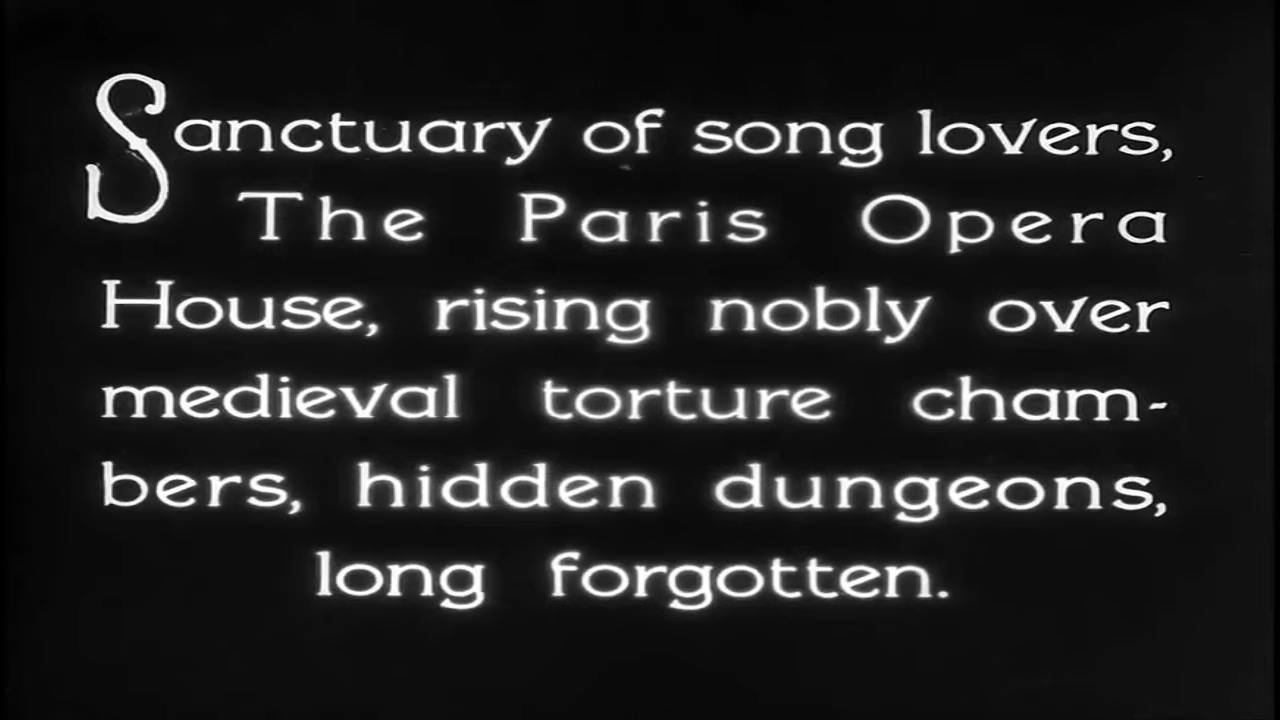 Sanctuary of song lovers,
The Paris Opera
House, rising nobly over
medieval torture cham-
bers, hidden dungeons,
long forgotten.